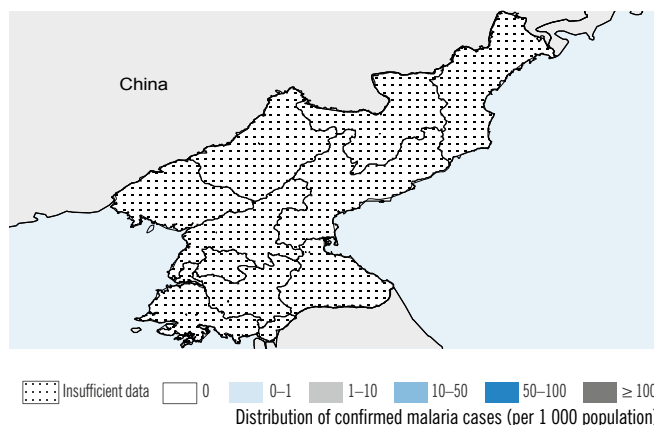 China
Insufficient data 0 0–1 1–10 10–50 50–100 ≥ 100
Distribution of confirmed malaria cases (per 1 000 population)